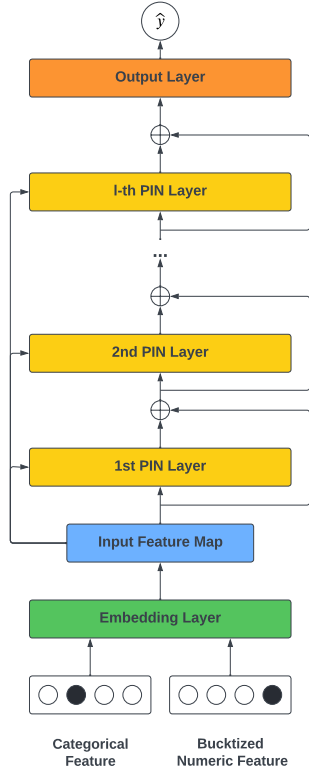 ŷ
Output Layer
l-th PIN Layer
...
2nd PIN Layer
1st PIN Layer
Input Feature Map
Embedding Layer
Categorical
Feature
Bucktized
Numeric Feature